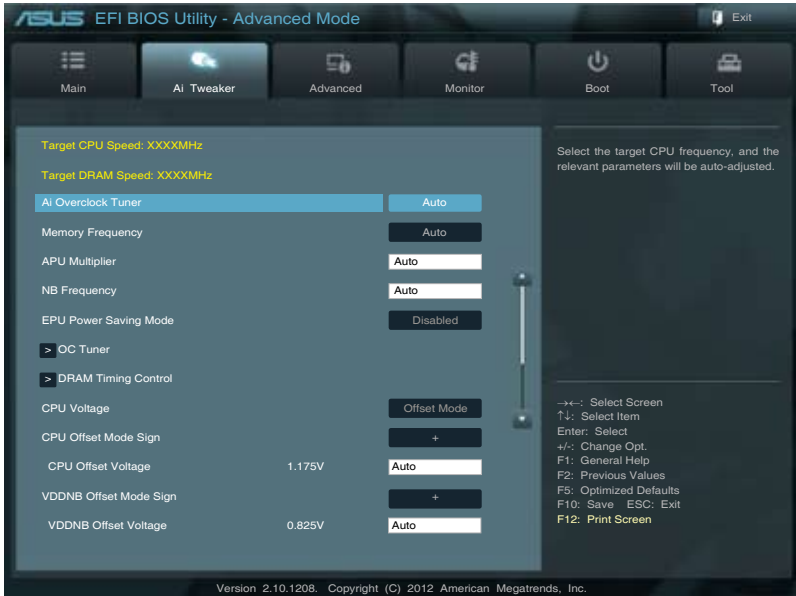 ASUS EFI BIOS Utility - Advanced Mode
Exit
Main
Ai Tweaker
Advanced
Monitor
Boot
Tool
Target CPU Speed: XXXXMHz
Target DRAM Speed: XXXXMHz
Ai Overclock Tuner Auto
Memory Frequency Auto
APU Multiplier Auto
NB Frequency Auto
EPU Power Saving Mode Disabled
> OC Tuner
> DRAM Timing Control
CPU Voltage Offset Mode
CPU Offset Mode Sign +
CPU Offset Voltage 1.175V Auto
VDDNB Offset Mode Sign +
VDDNB Offset Voltage 0.825V Auto
Select the target CPU frequency, and the
relevant parameters will be auto-adjusted.
→←: Select Screen
↑↓: Select Item
Enter: Select
+/-: Change Opt.
F1: General Help
F2: Previous Values
F5: Optimized Defaults
F10: Save ESC: Exit
F12: Print Screen
Version 2.10.1208. Copyright (C) 2012 American Megatrends, Inc.